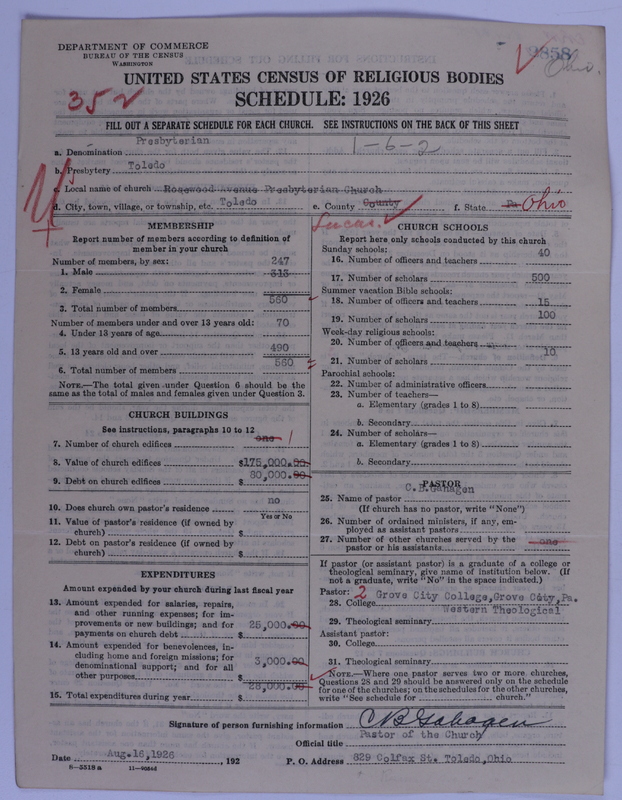 DEPARTMENT OF COMMERCE
BUREAU OF THE CENSUS
WASHINGTON
9858
Ohio.
UNITED STATES CENSUS OF RELIGIOUS BODIES
SCHEDULE: 1926
352
FILL OUT A SEPARATE SCHEDULE FOR EACH CHURCH. SEE INSTRUCTIONS ON THE BACK OF THIS SHEET
a. Denomination Presbyterian 1-6-2
b. Presbytery Toledo
c. Local name of church Rosewood Avenue Presbyterian Church
d. City, town, village, or township, etc. Toledo e. County County f. State Pa Ohio
Lucas.
MEMBERSHIP
Report number of members according to definition of
member in your church
Number of members, by sex:
1. Male 247
2. Female 313
3. Total number of members 560
Number of members under and over 13 years old:
4. Under 13 years of age 70
5. 13 years old and over 490
6. Total number of members 560
NOTE.—The total given under Question 6 should be
same as the total of males and females given under Question 3.
CHURCH BUILDINGS
See instructions, paragraphs 10 to 12
7. Number of church edifices one 1
8. Value of church edifices $175,000.00
9. Debt on church edifices $ 80,000.00
10. Does church own pastor's residence no
Yes or No
11. Value of pastor's residence (if owned by
church) $
12. Debt on pastor's residence (if owned by
church) $
EXPENDITURES
Amount expended by your church during last fiscal year
13. Amount expended for salaries, repairs,
and other running expenses; for im-
provements or new buildings; and for
payments on church debt $ 25,000.00
14. Amount expended for benevolences, in-
cluding home and foreign missions; for
denominational support; and for all
other purposes $ 3,000.00
15. Total expenditures during year $ 28,000.00
CHURCH SCHOOLS
Report here only schools conducted by this church
Sunday schools:
16. Number of officers and teachers 40
17. Number of scholars 500
Summer vacation Bible schools:
18. Number of officers and teachers 15
19. Number of scholars 100
Week-day religious schools:
20. Number of officers and teachers
21. Number of scholars 10
Parochial schools:
22. Number of administrative officers
23. Number of teachers—
a. Elementary (grades 1 to 8)
b. Secondary
24. Number of scholars—
a. Elementary (grades 1 to 8)
b. Secondary
PASTOR
25. Name of pastor C.B.Gahagen
(If church has no pastor, write "None")
26. Number of ordained ministers, if any, em-
ployed as assistant pastors
27. Number of other churches served by the
pastor or his assistants one
If pastor (or assistant pastor) is a graduate of a college or
theological seminary, give name of institution below. (If
not a graduate, write "No" in the space indicated.)
Pastor: 2
28. College Grove City College,Grove City,Pa.
29. Theological seminary Western Theological
Assistant pastor:
30. College
31. Theological seminary
NOTE.—Where one pastor serves two or more churches,
Questions 28 and 29 should be answered only on the schedule
for one of the churches; on the schedules for the other churches,
write "See schedule for church."
Signature of person furnishing information CB Gahagen
Official title Pastor of the Church
Date Aug.16,1926 192 P. O. Address 829 Colfax St. Toledo,Ohio